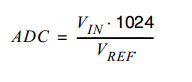 ADC = V_IN · 1024 / V_REF